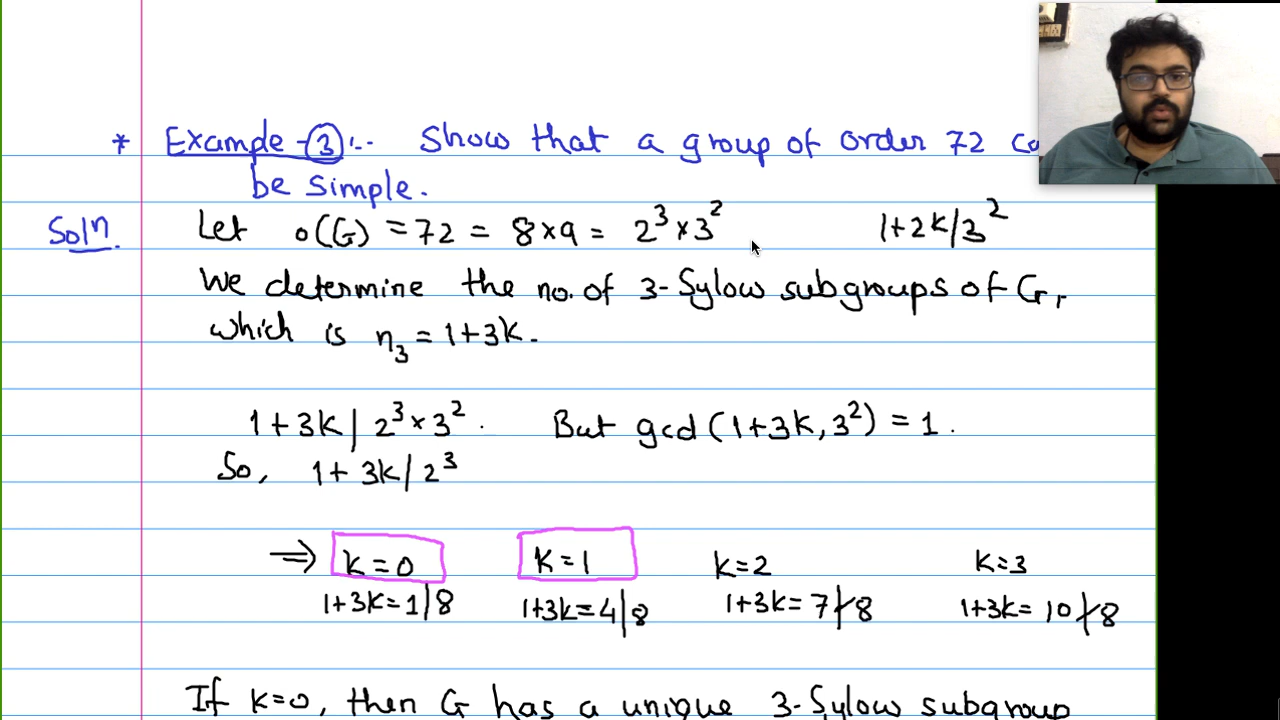 * Example -3 :- Show that a group of order 72
be simple.
Soln. Let o(G) = 72 = 8×9 = 2³×3² 1+2k/3²
We determine the no. of 3-Sylow subgroups of G,
which is n₃ = 1+3k.
1+3k | 2³×3². But gcd(1+3k, 3²) = 1.
So, 1+3k/2³
⇒ k=0 k=1 k=2 k=3
1+3k=1|8 1+3k=4|8 1+3k=7∤8 1+3k=10∤8
If k=0, then G has a unique 3-Sylow subgroup